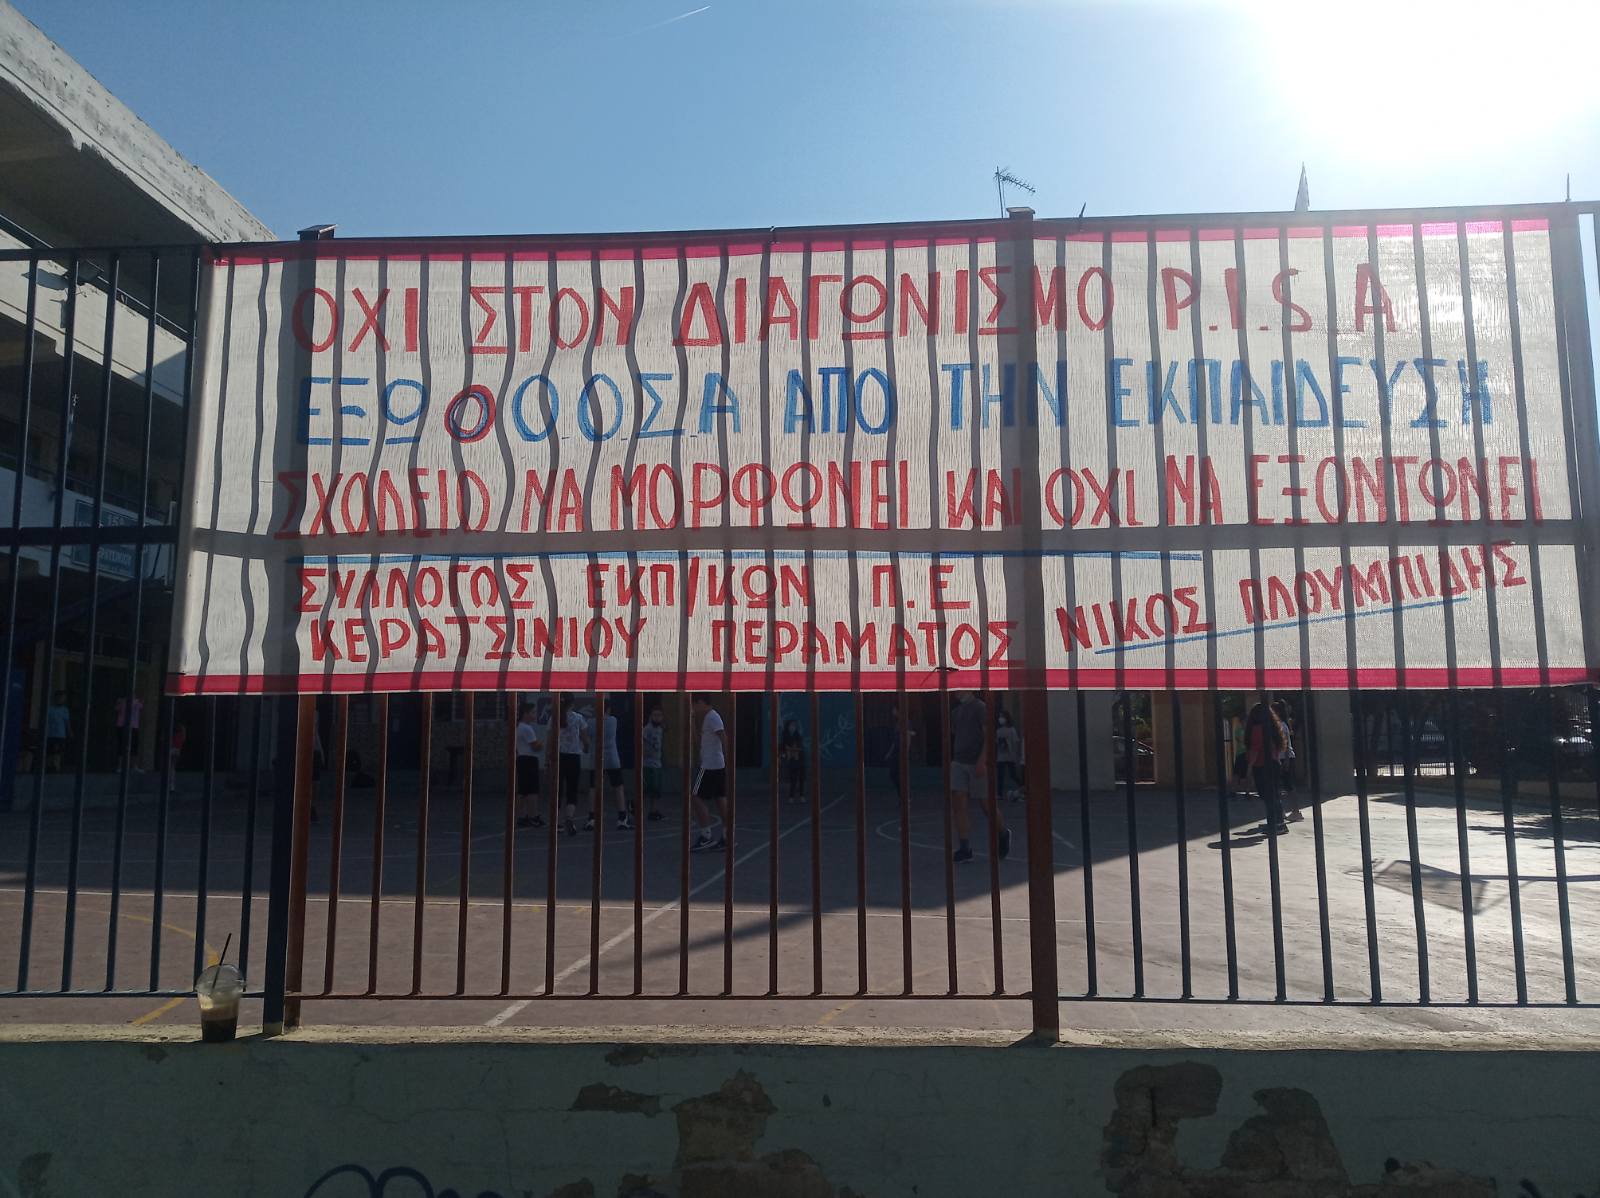 ΟΧΙ ΣΤΟΝ ΔΙΑΓΩΝΙΣΜΟ P.I.S.A
ΕΞΩ Ο Ο.Ο.Σ.Α ΑΠΟ ΤΗΝ ΕΚΠΑΙΔΕΥΣΗ
ΣΧΟΛΕΙΟ ΝΑ ΜΟΡΦΩΝΕΙ ΚΑΙ ΟΧΙ ΝΑ ΕΞΟΝΤΩΝΕΙ
ΣΥΛΛΟΓΟΣ ΕΚΠ/ΚΩΝ Π.Ε
ΚΕΡΑΤΣΙΝΙΟΥ ΠΕΡΑΜΑΤΟΣ ΝΙΚΟΣ ΠΛΟΥΜΠΙΔΗΣ